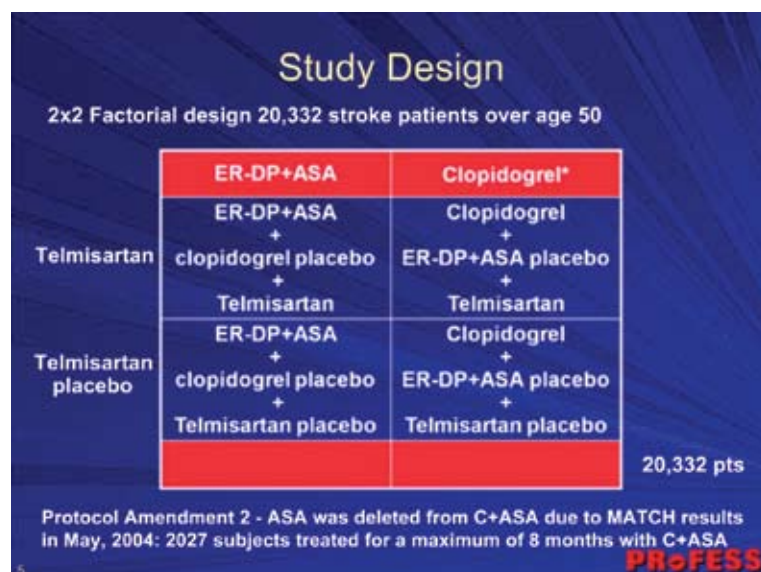 Study Design
2x2 Factorial design 20,332 stroke patients over age 50
ER-DP+ASA Clopidogrel*
Telmisartan
ER-DP+ASA
+
clopidogrel placebo
+
Telmisartan
Clopidogrel
+
ER-DP+ASA placebo
+
Telmisartan
Telmisartan
placebo
ER-DP+ASA
+
clopidogrel placebo
+
Telmisartan placebo
Clopidogrel
+
ER-DP+ASA placebo
+
Telmisartan placebo
20,332 pts
Protocol Amendment 2 - ASA was deleted from C+ASA due to MATCH results
in May, 2004: 2027 subjects treated for a maximum of 8 months with C+ASA
PRoFESS